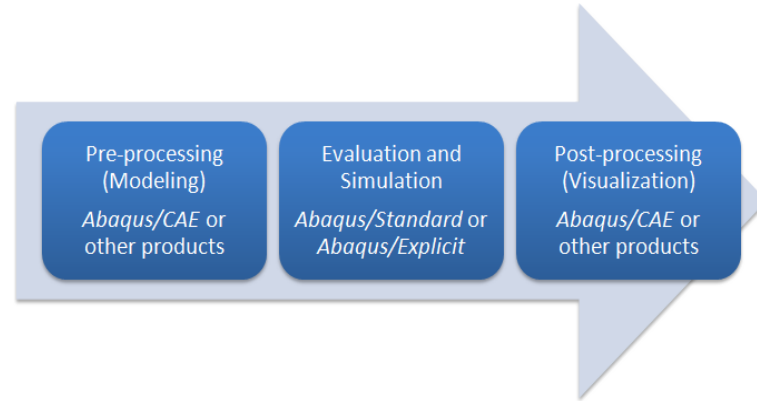 Pre-processing
(Modeling)
Abaqus/CAE or
other products
Evaluation and
Simulation
Abaqus/Standard or
Abaqus/Explicit
Post-processing
(Visualization)
Abaqus/CAE or
other products